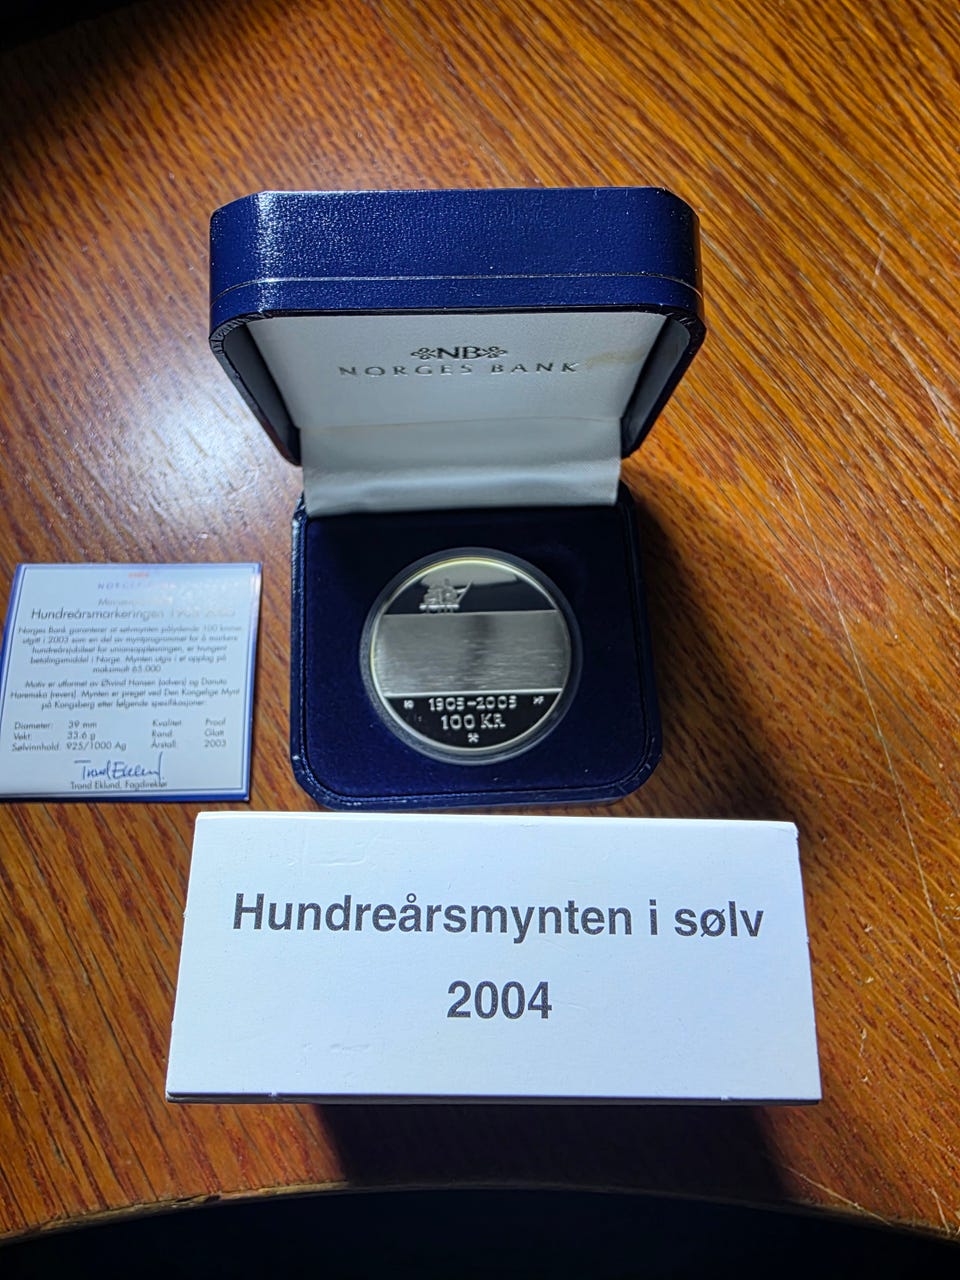 NB
NORGES BANK
Hundreårsmarkeringen
Norges Bank garanterer at sølvmynten pålydende 100 kroner,
utgitt i 2003 som en del av myntprogrammet for å markere
hundreårsjubileet for unionsoppløsningen, er tvungent
betalingsmiddel i Norge. Mynten utgis i et opplag på
maksimalt 65.000
Motiv er utformet av Øivind Hansen (advers) og Danuta
Haremska (revers). Mynten er preget ved Den Kongelige Mynt
på Kongsberg etter følgende spesifikasjoner:
Diameter: 39 mm Kvalitet: Proof
Vekt: 33.6 g Rand: Glatt
Sølvinnhold: 925/1000 Ag Årstall: 2003
Trond Eklund
Trond Eklund, Fagdirektør
1905-2005
100 KR
Hundreårsmynten i sølv
2004